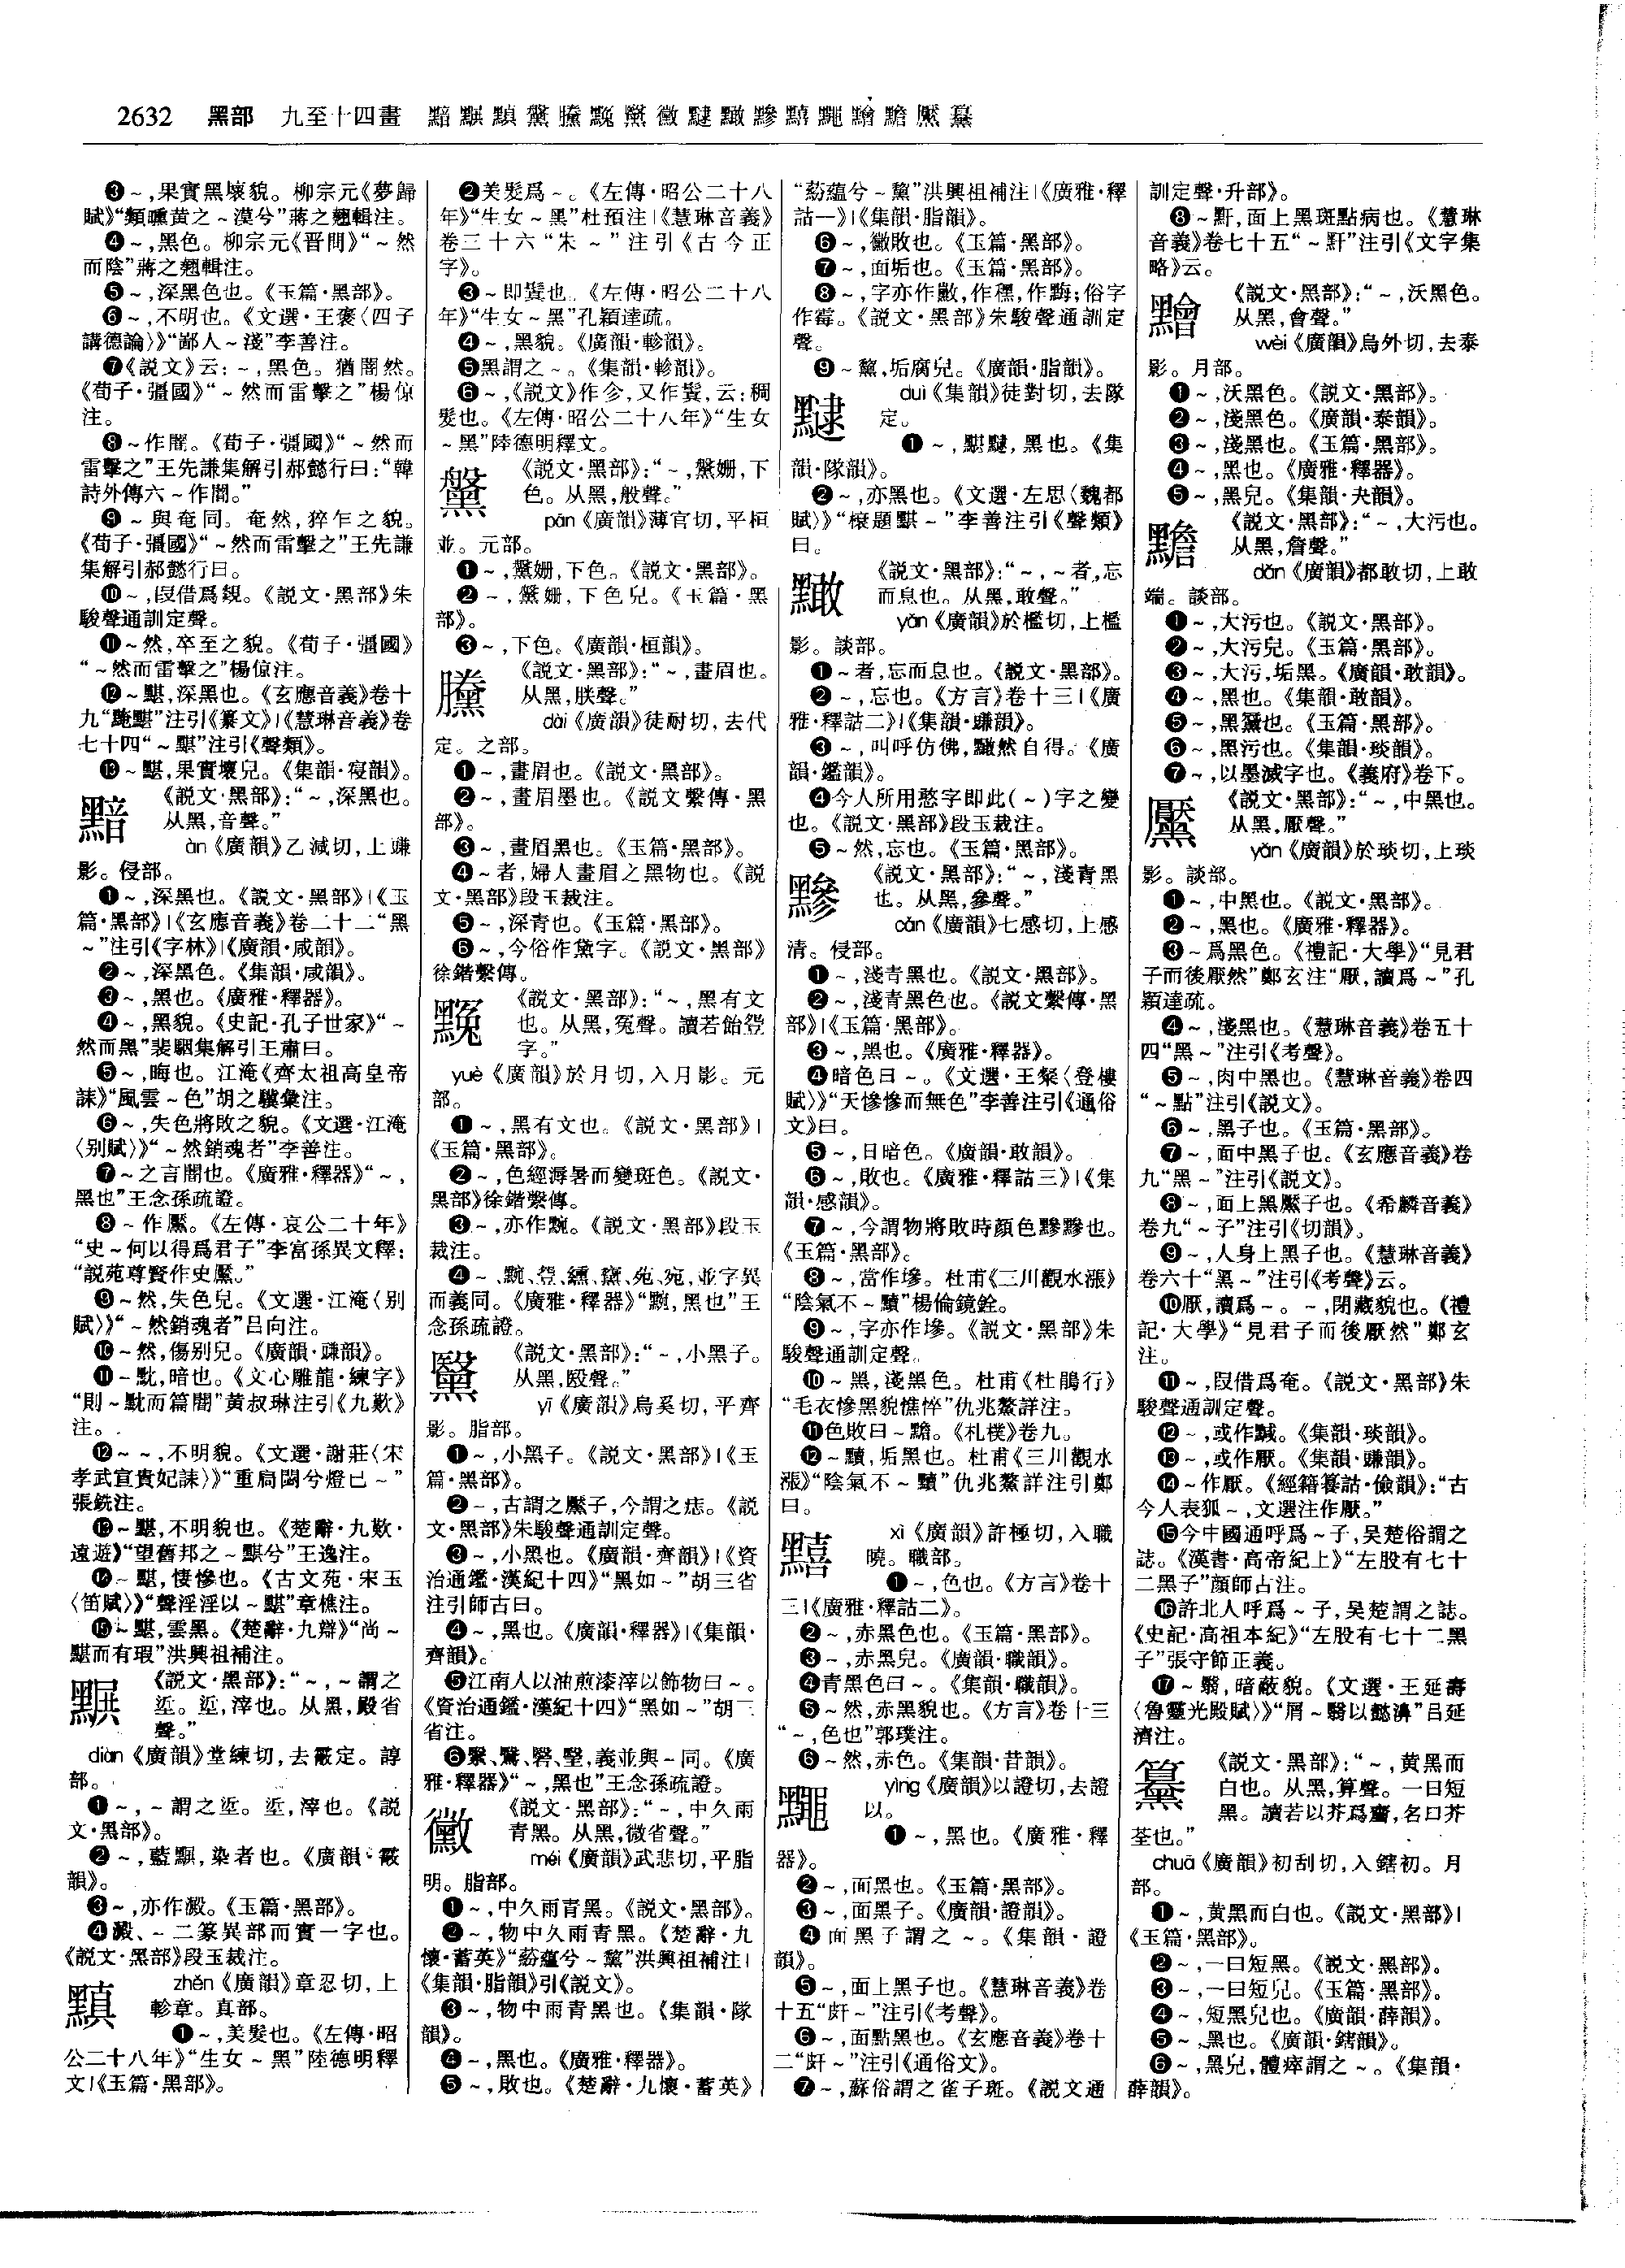 2632 黑部 九至十四畫 黯䵴黰鬗黱䵫黳黴䵺䵳黲䵱䵴黵黶
❸~,果實黑壞貌。柳宗元《夢歸
賦》“類曛黄之~漠兮”蔣之翹輯注。
❹~,黑色。柳宗元《晋問》“~然
而陰”蔣之翹輯注。
❺~,深黑色也。《玉篇·黑部》。
❻~,不明也。《文選·王褒〈四子
講德論〉》“鄙人~淺”李善注。
❼《説文》云:~,黑色。猶闇然。
《荀子·彊國》“~然而雷擊之”楊倞
注。
❽~作闇。《荀子·彊國》“~然而
雷擊之”王先謙集解引郝懿行曰:“韓
詩外傳六~作闇。”
❾~與奄同。奄然,猝乍之貌。
《荀子·彊國》“~然而雷擊之”王先謙
集解引郝懿行曰。
❿~,叚借爲覢。《説文·黑部》朱
駿聲通訓定聲。
⓫~然,卒至之貌。《荀子·彊國》
“~然而雷擊之”楊倞注。
⓬~黮,深黑也。《玄應音義》卷十
九“黤黮”注引《纂文》|《慧琳音義》卷
七十四“~黮”注引《聲類》。
⓭~黮,果實壞皃。《集韻·寑韻》。
黯 《説文·黑部》:“~,深黑也。
从黑,音聲。”
àn《廣韻》乙減切,上豏
影。侵部。
❶~,深黑也。《説文·黑部》|《玉
篇·黑部》|《玄應音義》卷二十二“黑
~”注引《字林》|《廣韻·咸韻》。
❷~,深黑色。《集韻·咸韻》。
❸~,黑也。《廣雅·釋器》。
❹~,黑貌。《史記·孔子世家》“~
然而黑”裴駰集解引王肅曰。
❺~,晦也。江淹《齊太祖高皇帝
誄》“風雲~色”胡之驥彙注。
❻~,失色將敗之貌。《文選·江淹
〈别賦〉》“~然銷魂者”李善注。
❼~之言闇也。《廣雅·釋器》“~,
黑也”王念孫疏證。
❽~作黶。《左傳·哀公二十年》
“史~何以得爲君子”李富孫異文釋:
“説苑尊賢作史黶。”
❾~然,失色皃。《文選·江淹〈别
賦〉》“~然銷魂者”吕向注。
❿~然,傷别皃。《廣韻·豏韻》。
⓫~黕,暗也。《文心雕龍·練字》
“則~黕而篇闇”黄叔琳注引《九歎》
注。
⓬~~,不明貌。《文選·謝莊〈宋
孝武宣貴妃誄〉》“重扃閟兮燈已~”
張銑注。
⓭~黮,不明貌也。《楚辭·九歎·
遠遊》“望舊邦之~黮兮”王逸注。
⓮~黮,悽慘也。《古文苑·宋玉
〈笛賦〉》“聲淫淫以~黮”章樵注。
⓯~黮,雲黑。《楚辭·九辯》“尚~
黮而有瑕”洪興祖補注。
《説文·黑部》:“~,~謂之
垽。垽,滓也。从黑,殿省
聲。”
diàn《廣韻》堂練切,去霰定。諄
部。
❶~,~謂之垽。垽,滓也。《説
文·黑部》。
❷~,藍,染者也。《廣韻·霰
韻》。
❸~,亦作澱。《玉篇·黑部》。
❹澱、~二篆異部而實一字也。
《説文·黑部》段玉裁注。
黰 zhěn《廣韻》章忍切,上
軫章。真部。
❶~,美髮也。《左傳·昭
公二十八年》“生女~黑”陸德明釋
文|《玉篇·黑部》。
❷美髮爲~。《左傳·昭公二十八
年》“生女~黑”杜預注|《慧琳音義》
卷三十六“朱~”注引《古今正
字》。
❸~即鬒也。《左傳·昭公二十八
年》“生女~黑”孔穎達疏。
❹~,黑貌。《廣韻·軫韻》。
❺黑謂之~。《集韻·軫韻》。
❻~,《説文》作㐱,又作鬒,云:稠
髮也。《左傳·昭公二十八年》“生女
~黑”陸德明釋文。
《説文·黑部》:“~,姍,下
色。从黑,般聲。”
pán《廣韻》薄官切,平桓
並。元部。
❶~,姍,下色。《説文·黑部》。
❷~,姍,下色皃。《玉篇·黑
部》。
❸~,下色。《廣韻·桓韻》。
黱 《説文·黑部》:“~,畫眉也。
从黑,朕聲。”
dài《廣韻》徒耐切,去代
定。之部。
❶~,畫眉也。《説文·黑部》。
❷~,畫眉墨也。《説文繫傳·黑
部》。
❸~,畫眉黑也。《玉篇·黑部》。
❹~者,婦人畫眉之黑物也。《説
文·黑部》段玉裁注。
❺~,深青也。《玉篇·黑部》。
❻~,今俗作黛字。《説文·黑部》
徐鍇繫傳。
《説文·黑部》:“~,黑有文
也。从黑,冤聲。讀若飴䇶
字。”
yuè《廣韻》於月切,入月影。元
部。
❶~,黑有文也。《説文·黑部》|
《玉篇·黑部》。
❷~,色經溽暑而變斑色。《説文·
黑部》徐鍇繫傳。
❸~,亦作䵫。《説文·黑部》段玉
裁注。
❹~、苑、宛,並字異
而義同。《廣雅·釋器》“,黑也”王
念孫疏證。
黳 《説文·黑部》:“~,小黑子。
从黑,殹聲。”
yī《廣韻》烏奚切,平齊
影。脂部。
❶~,小黑子。《説文·黑部》|《玉
篇·黑部》。
❷~,古謂之黶子,今謂之痣。《説
文·黑部》朱駿聲通訓定聲。
❸~,小黑也。《廣韻·齊韻》|《資
治通鑑·漢紀十四》“黑如~”胡三省
注引師古曰。
❹~,黑也。《廣韻·釋器》|《集韻·
齊韻》。
❺江南人以油煎漆滓以飾物曰~。
《資治通鑑·漢紀十四》“黑如~”胡三
省注。
❻繄、鷖、義並與~同。《廣
雅·釋器》“~,黑也”王念孫疏證。
黴 《説文·黑部》:“~,中久雨
青黑。从黑,微省聲。”
méi《廣韻》武悲切,平脂
明。脂部。
❶~,中久雨青黑。《説文·黑部》。
❷~,物中久雨青黑。《楚辭·九
懷·蓄英》“蒶蘊兮~黧”洪興祖補注|
《集韻·脂韻》引《説文》。
❸~,物中雨青黑也。《集韻·隊
韻》。
❹~,黑也。《廣雅·釋器》。
❺~,敗也。《楚辭·九懷·蓄英》
“蒶蘊兮~黧”洪興祖補注|《廣雅·釋
詁一》|《集韻·脂韻》。
❻~,敗也。《玉篇·黑部》。
❼~,面垢也。《玉篇·黑部》。
❽~,字亦作,作,作;俗字
作霉。《説文·黑部》朱駿聲通訓定
聲。
❾~黧,垢腐皃。《廣韻·脂韻》。
duì《集韻》徒對切,去隊
定。
❶~,,黑也。《集
韻·隊韻》。
❷~,亦黑也。《文選·左思〈魏都
賦〉》“榱題黮~”李善注引《聲類》
曰。
《説文·黑部》:“~,~者,忘
而息也。从黑,敢聲。”
yǎn《廣韻》於檻切,上檻
影。談部。
❶~者,忘而息也。《説文·黑部》。
❷~,忘也。《方言》卷十三|《廣
雅·釋詁二》|《集韻·豏韻》。
❸~,叫呼仿佛,然自得。《廣
韻·鑑韻》。
❹今人所用憨字即此(~)字之變
也。《説文·黑部》段玉裁注。
❺~然,忘也。《玉篇·黑部》。
黲 《説文·黑部》:“~,淺青黑
也。从黑,參聲。”
cǎn《廣韻》七感切,上感
清。侵部。
❶~,淺青黑也。《説文·黑部》。
❷~,淺青黑色也。《説文繫傳·黑
部》|《玉篇·黑部》。
❸~,黑也。《廣雅·釋器》。
❹暗色曰~。《文選·王粲〈登樓
賦〉》“天慘慘而無色”李善注引《通俗
文》曰。
❺~,日暗色。《廣韻·敢韻》。
❻~,敗也。《廣雅·釋詁三》|《集
韻·感韻》。
❼~,今謂物將敗時顔色黲黲也。
《玉篇·黑部》。
❽~,當作墋。杜甫《三川觀水漲》
“陰氣不~黷”楊倫鏡銓。
❾~,字亦作墋。《説文·黑部》朱
駿聲通訓定聲。
❿~黑,淺黑色。杜甫《杜鵑行》
“毛衣慘黑貌憔悴”仇兆鰲詳注。
⓫色敗曰~黵。《札樸》卷九。
⓬~黷,垢黑也。杜甫《三川觀水
漲》“陰氣不~黷”仇兆鰲詳注引鄭
曰。
xì《廣韻》許極切,入職
曉。職部。
❶~,色也。《方言》卷十
三|《廣雅·釋詁二》。
❷~,赤黑色也。《玉篇·黑部》。
❸~,赤黑皃。《廣韻·職韻》。
❹青黑色曰~。《集韻·職韻》。
❺~然,赤黑貌也。《方言》卷十三
“~,色也”郭璞注。
❻~然,赤色。《集韻·昔韻》。
yìng《廣韻》以證切,去證
以。
❶~,黑也。《廣雅·釋
器》。
❷~,面黑也。《玉篇·黑部》。
❸~,面黑子。《廣韻·證韻》。
❹面黑子謂之~。《集韻·證
韻》。
❺~,面上黑子也。《慧琳音義》卷
十五“皯~”注引《考聲》。
❻~,面點黑也。《玄應音義》卷十
二“皯~”注引《通俗文》。
❼~,蘇俗謂之雀子斑。《説文通
訓定聲·升部》。
❽~䵟,面上黑斑點病也。《慧琳
音義》卷七十五“~䵟”注引《文字集
略》云。
《説文·黑部》:“~,沃黑色。
从黑,會聲。”
wèi《廣韻》烏外切,去泰
影。月部。
❶~,沃黑色。《説文·黑部》。
❷~,淺黑色。《廣韻·泰韻》。
❸~,淺黑也。《玉篇·黑部》。
❹~,黑也。《廣雅·釋器》。
❺~,黑皃。《集韻·夬韻》。
黵 《説文·黑部》:“~,大污也。
从黑,詹聲。”
dǎn《廣韻》都敢切,上敢
端。談部。
❶~,大污也。《説文·黑部》。
❷~,大污皃。《玉篇·黑部》。
❸~,大污,垢黑。《廣韻·敢韻》。
❹~,黑也。《集韻·敢韻》。
❺~,黑黳也。《玉篇·黑部》。
❻~,黑污也。《集韻·琰韻》。
❼~,以墨滅字也。《義府》卷下。
黶 《説文·黑部》:“~,中黑也。
从黑,厭聲。”
yǎn《廣韻》於琰切,上琰
影。談部。
❶~,中黑也。《説文·黑部》。
❷~,黑也。《廣雅·釋器》。
❸~爲黑色。《禮記·大學》“見君
子而後厭然”鄭玄注“厭,讀爲~”孔
穎達疏。
❹~,淺黑也。《慧琳音義》卷五十
四“黑~”注引《考聲》。
❺~,肉中黑也。《慧琳音義》卷四
“~點”注引《説文》。
❻~,黑子也。《玉篇·黑部》。
❼~,面中黑子也。《玄應音義》卷
九“黑~”注引《説文》。
❽~,面上黑黶子也。《希麟音義》
卷九“~子”注引《切韻》。
❾~,人身上黑子也。《慧琳音義》
卷六十“黑~”注引《考聲》云。
❿厭,讀爲~。~,閉藏貌也。《禮
記·大學》“見君子而後厭然”鄭玄
注。
⓫~,叚借爲奄。《説文·黑部》朱
駿聲通訓定聲。
⓬~,或作黬。《集韻·琰韻》。
⓭~,或作厭。《集韻·豏韻》。
⓮~作厭。《經籍籑詁·儉韻》:“古
今人表狐~,文選注作厭。”
⓯今中國通呼爲~子,吴楚俗謂之
誌。《漢書·高帝紀上》“左股有七十
二黑子”顔師古注。
⓰許北人呼爲~子,吴楚謂之誌。
《史記·高祖本紀》“左股有七十二黑
子”張守節正義。
⓱~翳,暗蔽貌。《文選·王延壽
〈魯靈光殿賦〉》“屑~翳以懿濞”吕延
濟注。
《説文·黑部》:“~,黄黑而
白也。从黑,算聲。一曰短
黑。讀若以芥爲齏,名曰芥
荃也。”
chuā《廣韻》初刮切,入鎋初。月
部。
❶~,黄黑而白也。《説文·黑部》|
《玉篇·黑部》。
❷~,一曰短黑。《説文·黑部》。
❸~,一曰短皃。《玉篇·黑部》。
❹~,短黑皃也。《廣韻·薛韻》。
❺~,黑也。《廣韻·鎋韻》。
❻~,黑皃,體瘁謂之~。《集韻·
薛韻》。